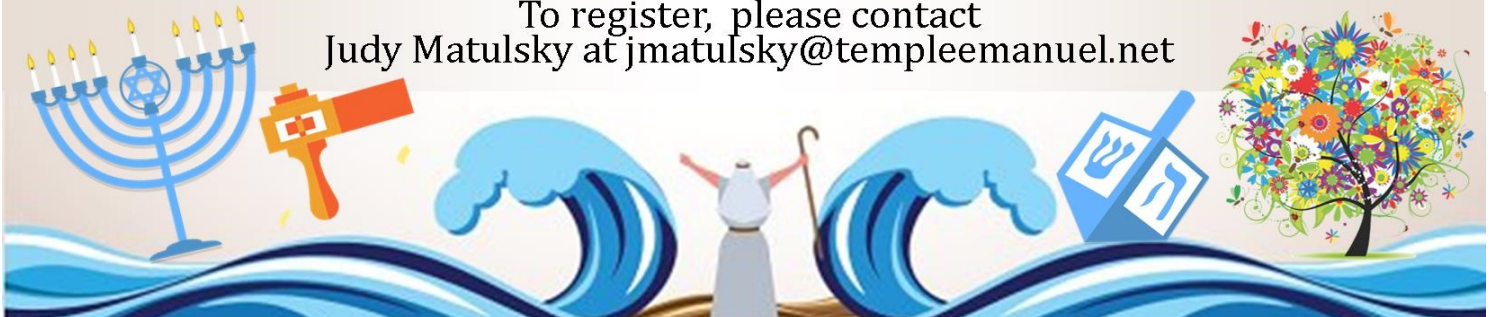 To register, please contact
Judy Matulsky at jmatulsky@templeemanuel.net
ש ה